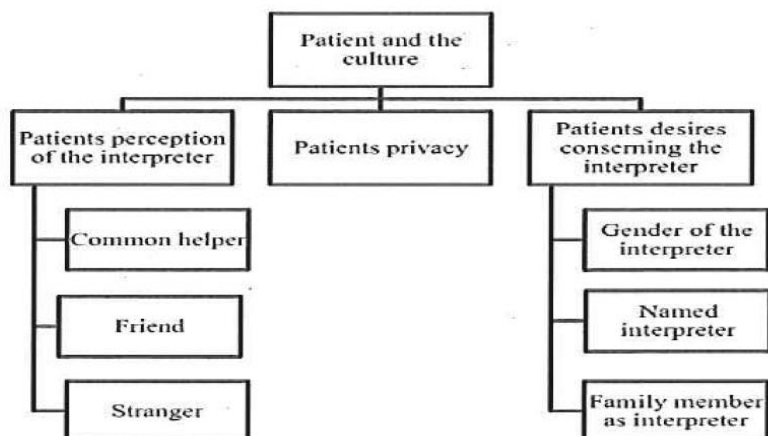 Patient and the
culture
Patients perception
of the interpreter
Patients privacy
Patients desires
conserning the
interpreter
Common helper
Friend
Stranger
Gender of the
interpreter
Named
interpreter
Family member
as interpreter